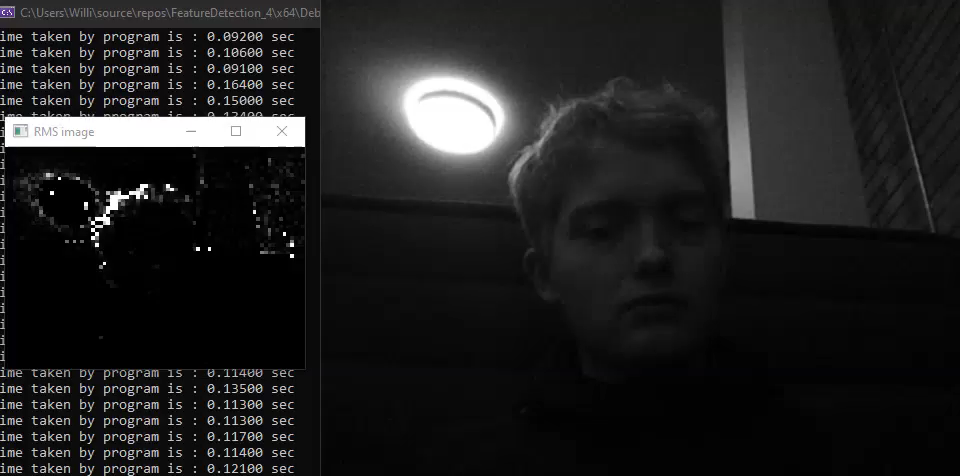 C:\Users\Willi\source\repos\FeatureDetection_4\x64\Deb
ime taken by program is : 0.09200 sec
ime taken by program is : 0.10600 sec
ime taken by program is : 0.09100 sec
ime taken by program is : 0.16400 sec
ime taken by program is : 0.15000 sec
RMS image
ime taken by program is : 0.11400 sec
ime taken by program is : 0.13500 sec
ime taken by program is : 0.11300 sec
ime taken by program is : 0.11300 sec
ime taken by program is : 0.11700 sec
ime taken by program is : 0.11400 sec
ime taken by program is : 0.12100 sec